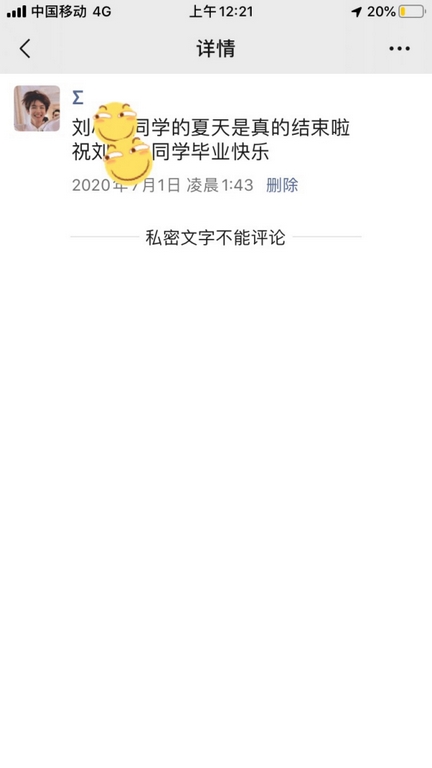 中国移动 4G 上午12:21 20%
详情
Σ
刘 同学的夏天是真的结束啦
祝刘 同学毕业快乐
2020年7月1日 凌晨1:43 删除
私密文字不能评论